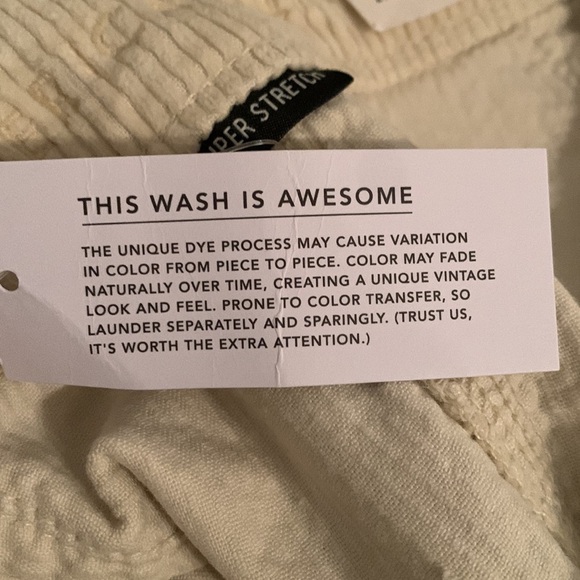 SUPER STRETCH
THIS WASH IS AWESOME
THE UNIQUE DYE PROCESS MAY CAUSE VARIATION
IN COLOR FROM PIECE TO PIECE. COLOR MAY FADE
NATURALLY OVER TIME, CREATING A UNIQUE VINTAGE
LOOK AND FEEL. PRONE TO COLOR TRANSFER, SO
LAUNDER SEPARATELY AND SPARINGLY. (TRUST US,
IT'S WORTH THE EXTRA ATTENTION.)